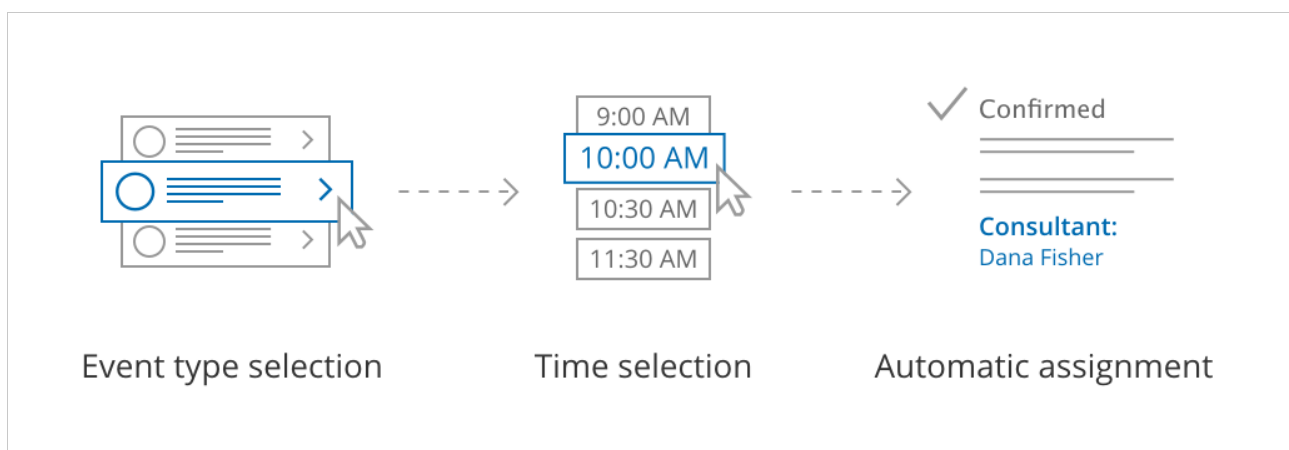 9:00 AM
10:00 AM
10:30 AM
11:30 AM
Confirmed
Consultant:
Dana Fisher
Event type selection
Time selection
Automatic assignment